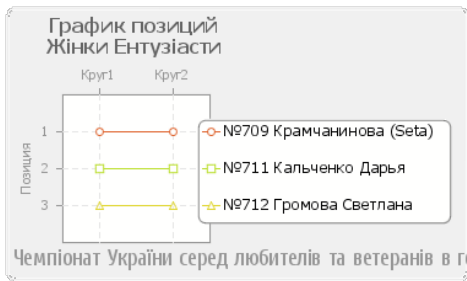 График позиций
Жінки Ентузіасти
Круг1 Круг2
Позиция
1
2
3
№709 Крамчанинова (Seta)
№711 Кальченко Дарья
№712 Громова Светлана
Чемпіонат України серед любителів та ветеранів в